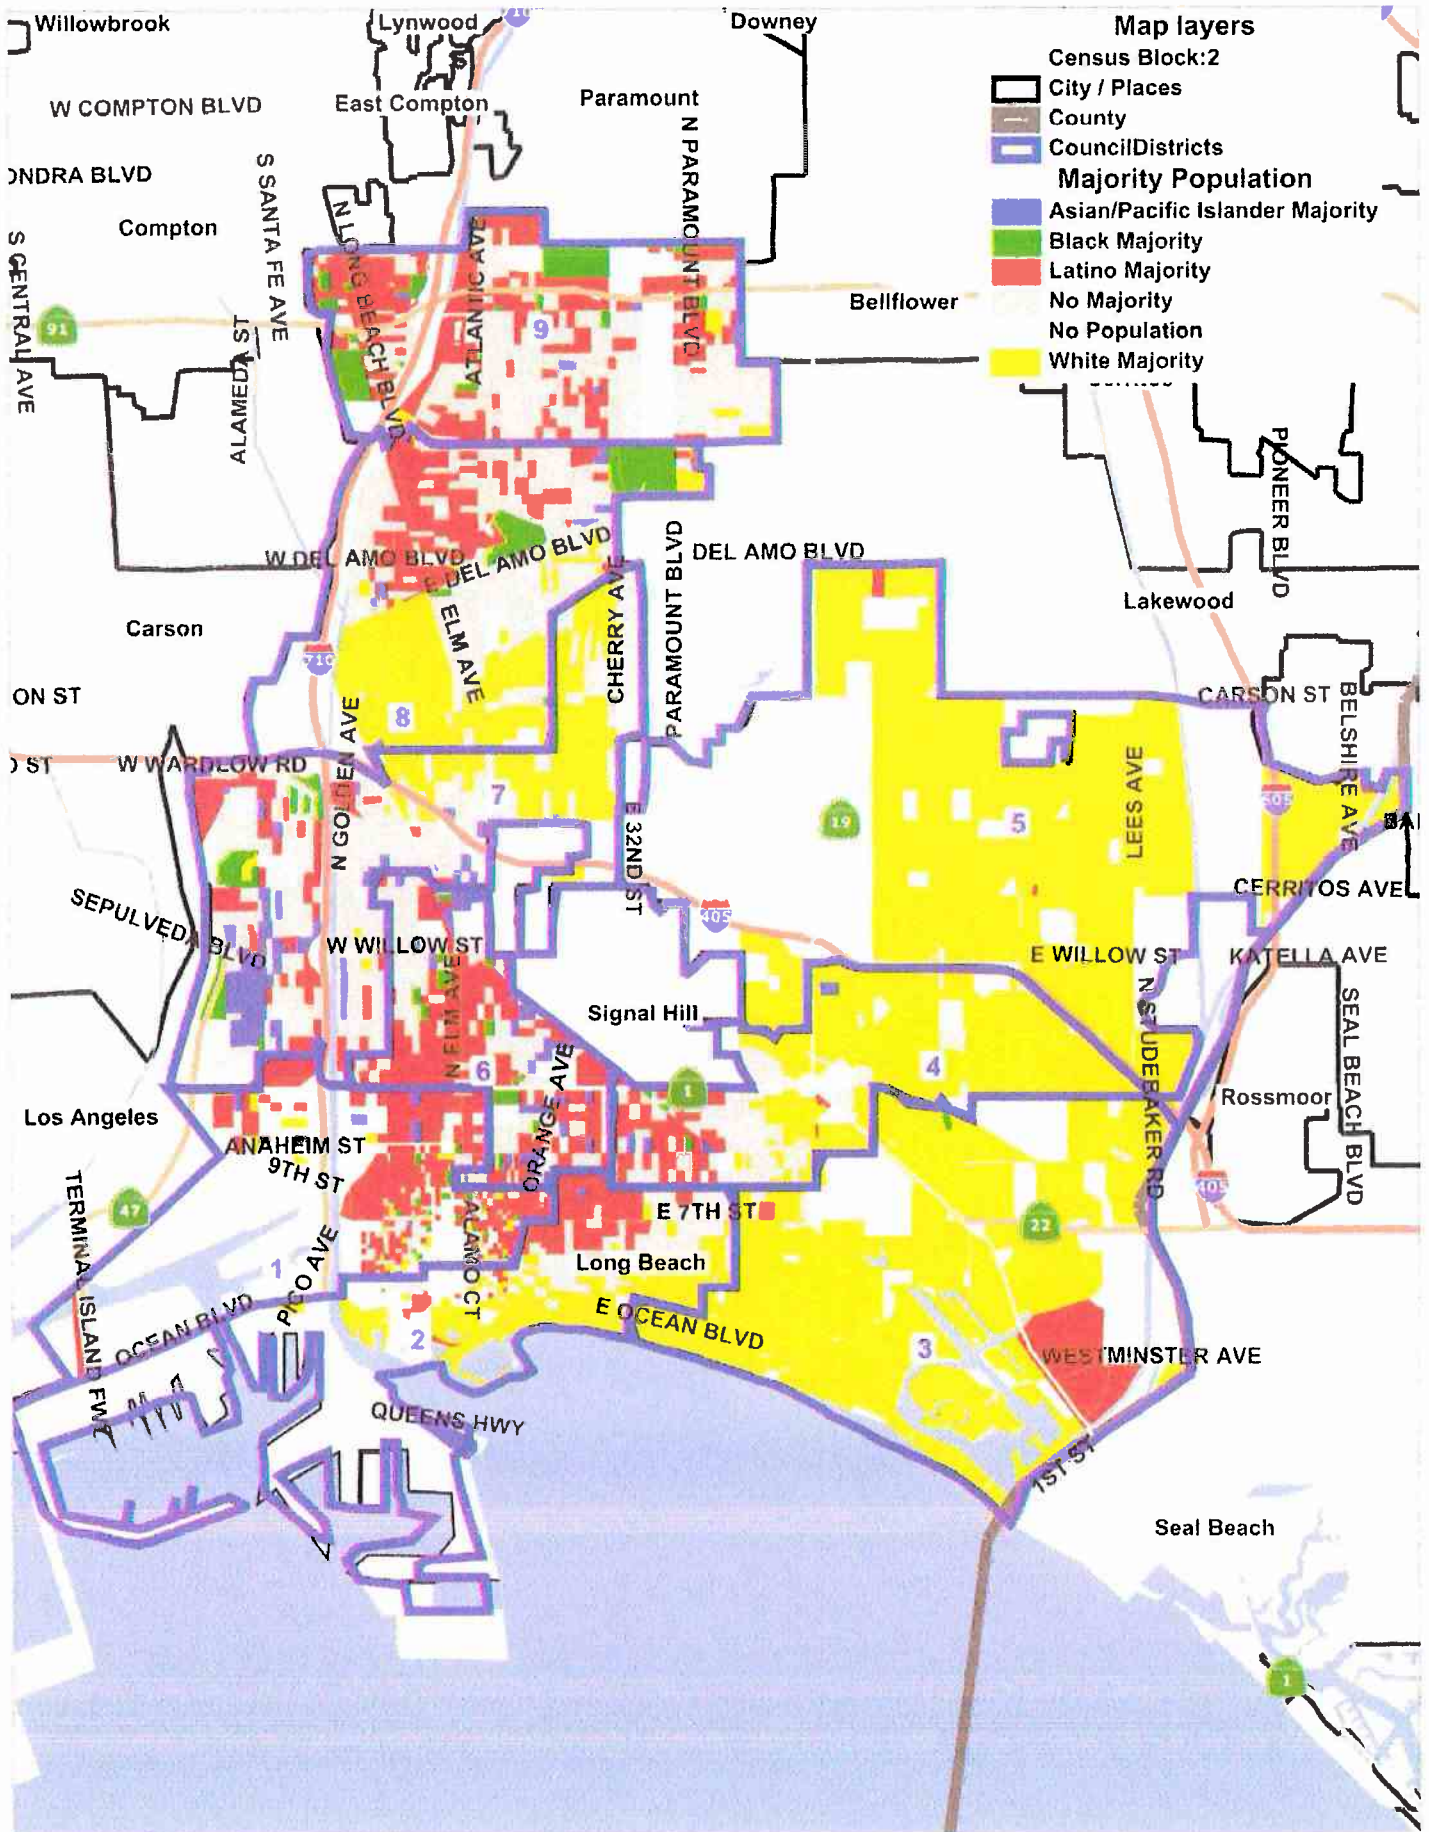 Willowbrook
Lynwood
710
Downey
Map layers
Census Block:2
City / Places
County
CouncilDistricts
Majority Population
Asian/Pacific Islander Majority
Black Majority
Latino Majority
No Majority
No Population
White Majority
W COMPTON BLVD
East Compton
Paramount
ONDRA BLVD
Compton
S SANTA FE AVE
N LONG BEACH BLVD
ATLANTIC AVE
N PARAMOUNT BLVD
S CENTRAL AVE
91
ALAMEDA ST
9
Bellflower
PIONEER BLVD
W DEL AMO BLVD
E DEL AMO BLVD
DEL AMO BLVD
Carson
ELM AVE
CHERRY AVE
PARAMOUNT BLVD
Lakewood
710
ON ST
8
CARSON ST
BELSHIRE AVE
W WARDLOW RD
N GOLDEN AVE
7
E 32ND ST
19
5
LEES AVE
605
SEPULVEDA BLVD
W WILLOW ST
405
CERRITOS AVE
E WILLOW ST
KATELLA AVE
N ELM AVE
Signal Hill
N STUDEBAKER RD
SEAL BEACH BLVD
6
ORANGE AVE
1
4
Rossmoor
Los Angeles
ANAHEIM ST
9TH ST
TERMINAL ISLAND FWY
47
E 7TH ST
22
405
ALAMO CT
Long Beach
1
PICO AVE
OCEAN BLVD
E OCEAN BLVD
2
3
WESTMINSTER AVE
QUEENS HWY
1ST ST
Seal Beach
1